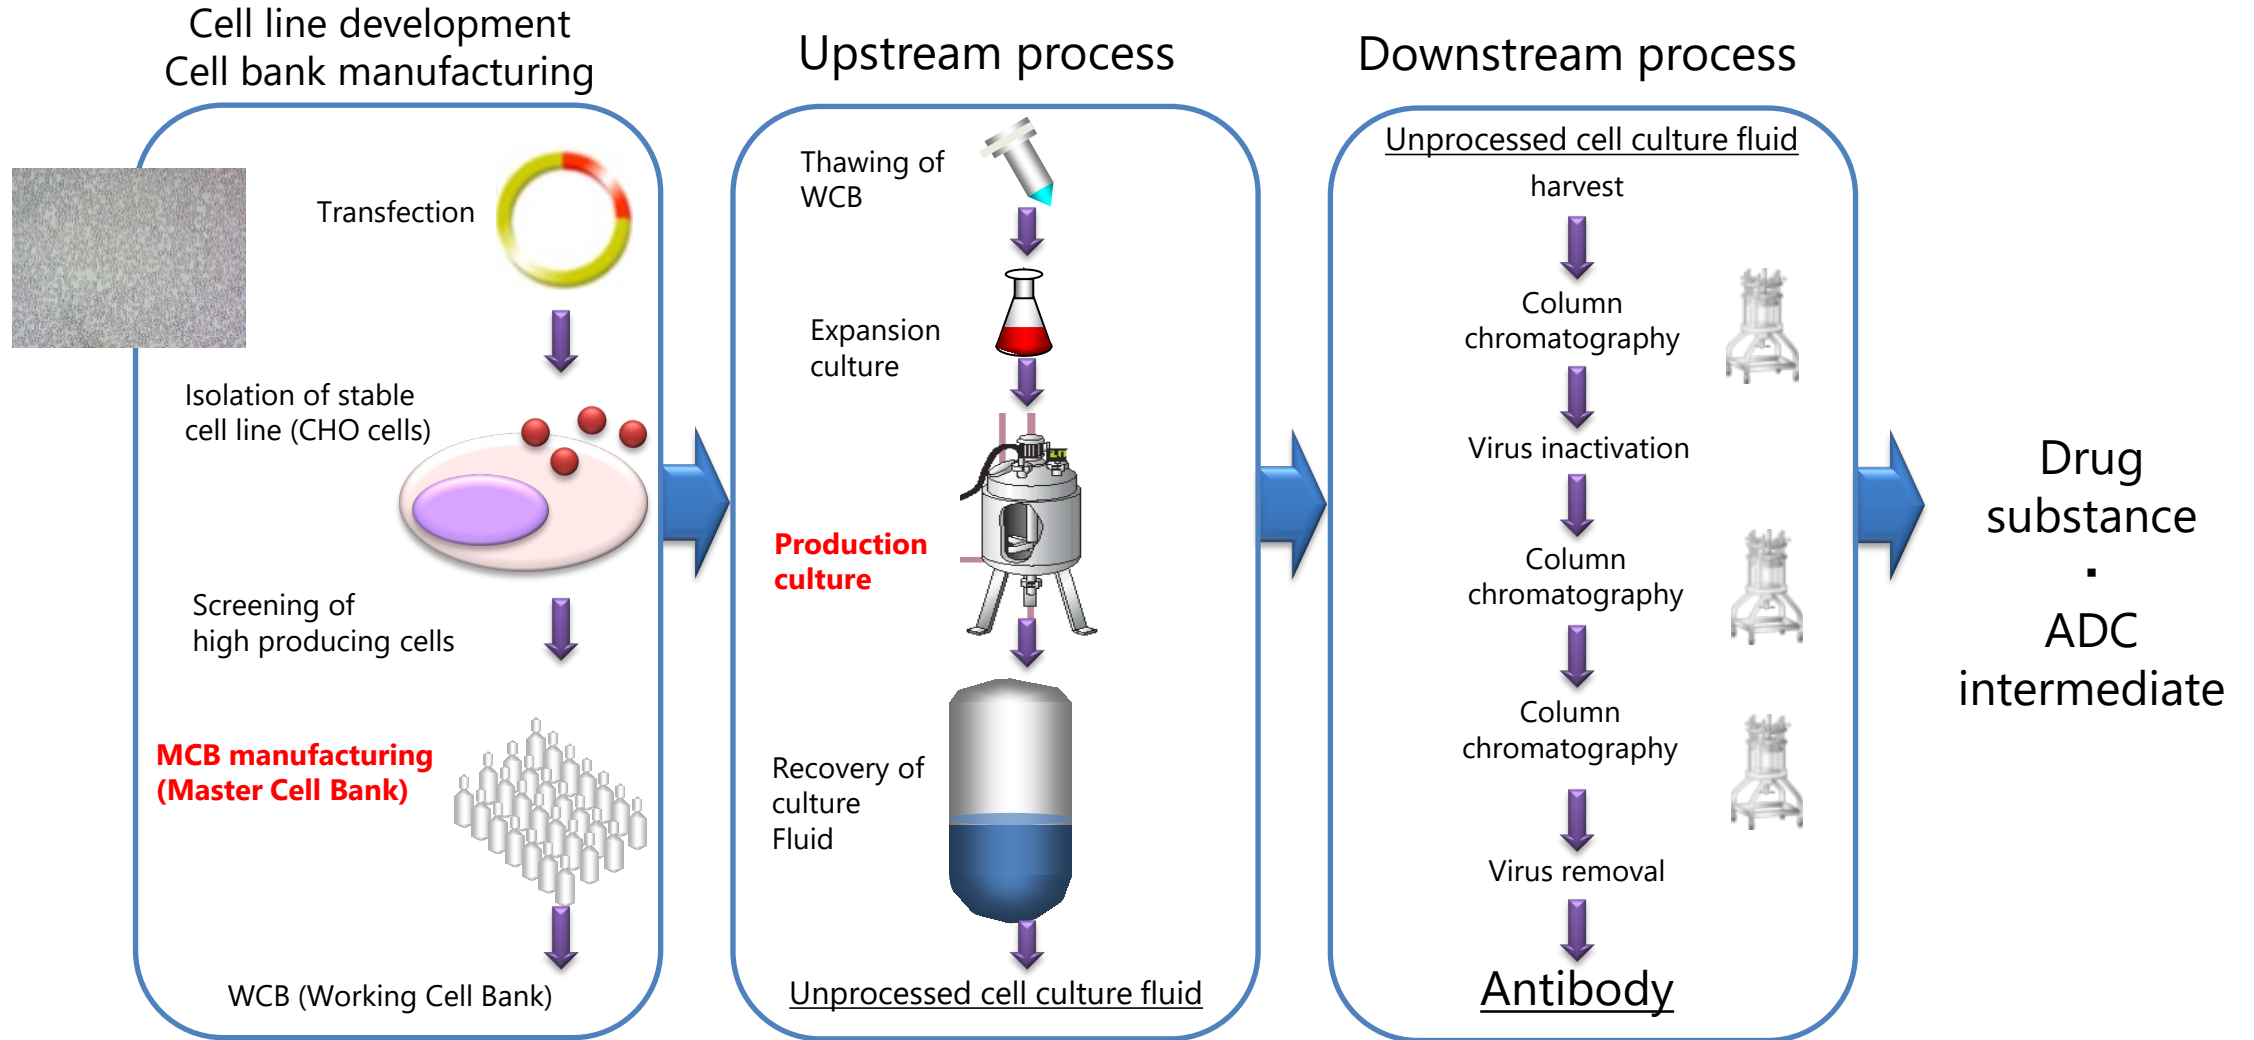 Cell line development
Cell bank manufacturing
Transfection
Isolation of stable
cell line (CHO cells)
Screening of
high producing cells
MCB manufacturing
(Master Cell Bank)
WCB (Working Cell Bank)
Upstream process
Thawing of
WCB
Expansion
culture
Production
culture
Recovery of
culture
Fluid
Unprocessed cell culture fluid
Downstream process
Unprocessed cell culture fluid
harvest
Column
chromatography
Virus inactivation
Column
chromatography
Column
chromatography
Virus removal
Antibody
Drug
substance
·
ADC
intermediate